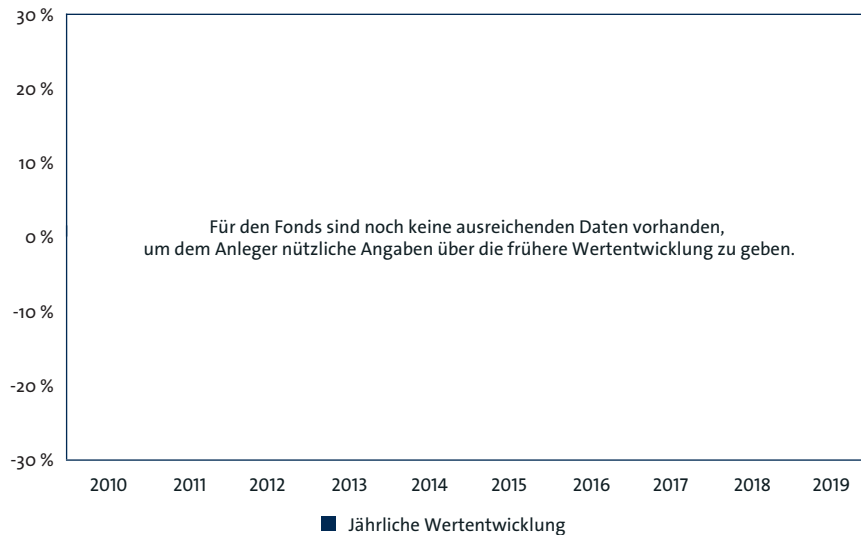 30 %
20 %
10 %
0 %
-10 %
-20 %
-30 %
Für den Fonds sind noch keine ausreichenden Daten vorhanden,
um dem Anleger nützliche Angaben über die frühere Wertentwicklung zu geben.
2010 2011 2012 2013 2014 2015 2016 2017 2018 2019
Jährliche Wertentwicklung